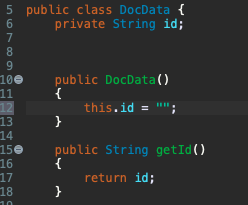 5 public class DocData {
6 private String id;
7
8
9
10 public DocData()
11 {
12 this.id = "";
13 }
14
15 public String getId()
16 {
17 return id;
18 }